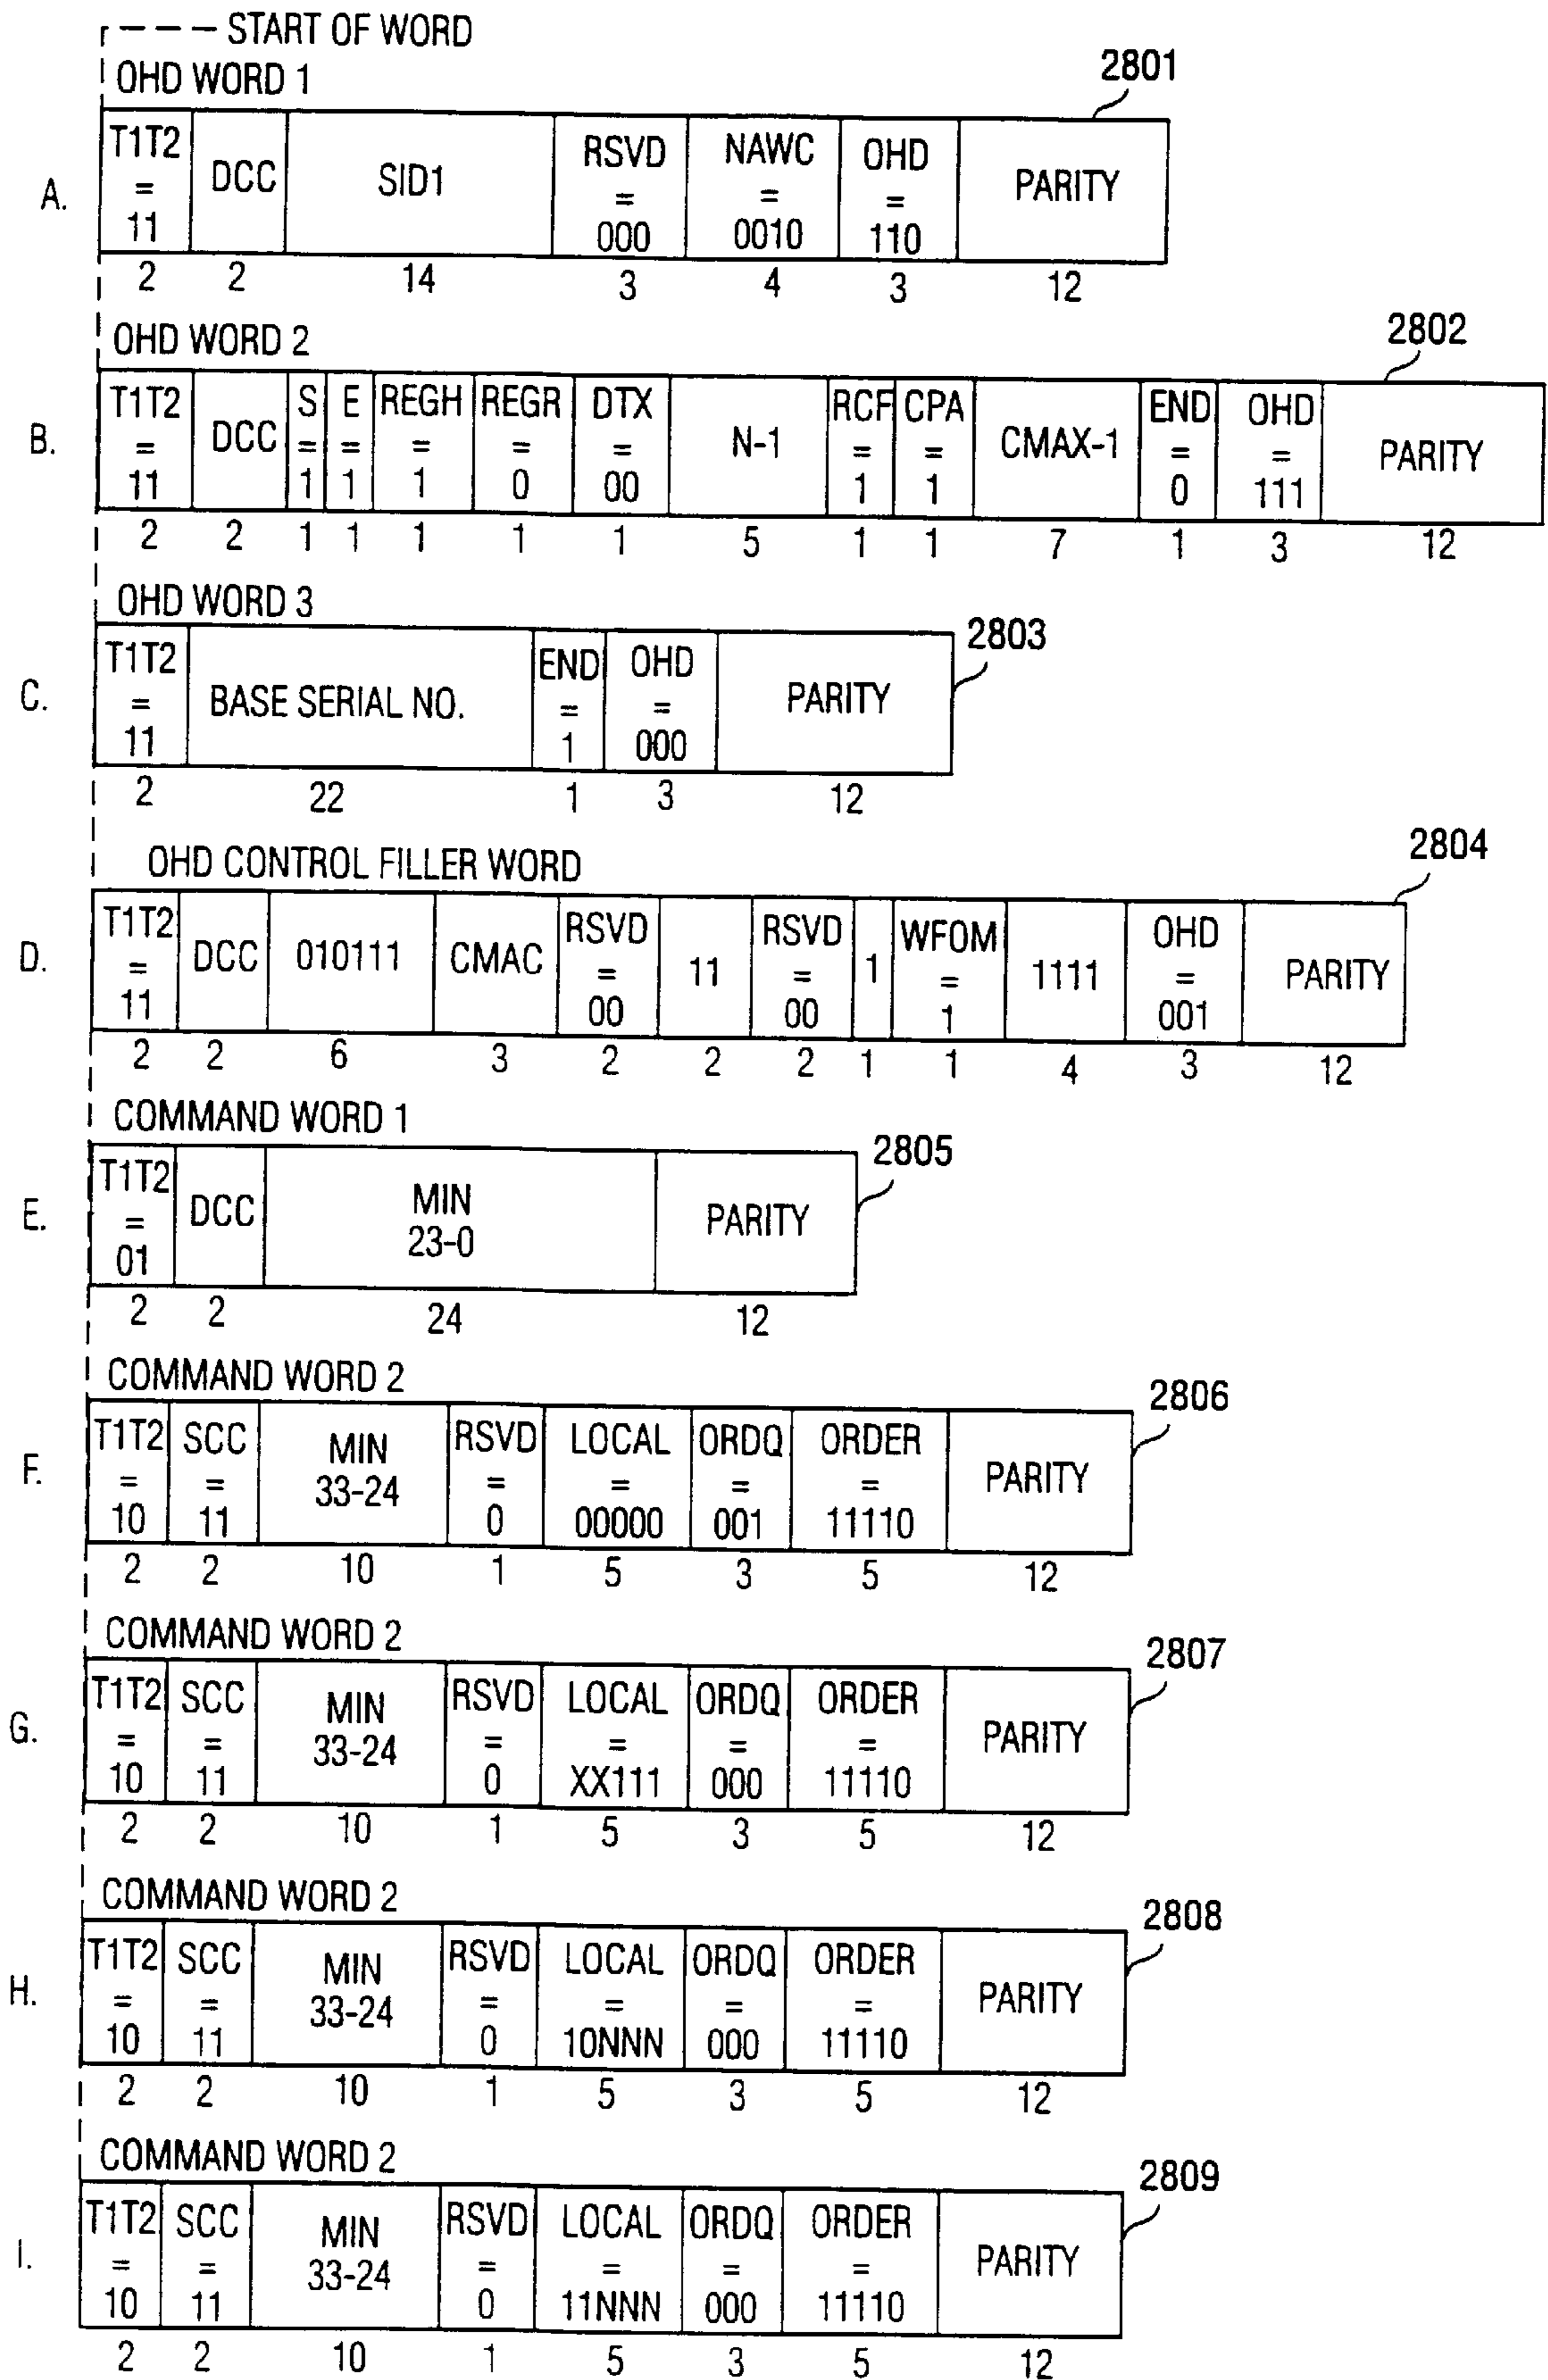 START OF WORD
OHD WORD 1
2801
A.
T1T2 = 11
DCC
SID1
RSVD = 000
NAWC = 0010
OHD = 110
PARITY
2 2 14 3 4 3 12
OHD WORD 2
2802
B.
T1T2 = 11
DCC
S = 1
E = 1
REGH = 1
REGR = 0
DTX = 00
N-1
RCF = 1
CPA = 1
CMAX-1
END = 0
OHD = 111
PARITY
2 2 1 1 1 1 1 5 1 1 7 1 3 12
OHD WORD 3
2803
C.
T1T2 = 11
BASE SERIAL NO.
END = 1
OHD = 000
PARITY
2 22 1 3 12
OHD CONTROL FILLER WORD
2804
D.
T1T2 = 11
DCC
010111
CMAC
RSVD = 00
11
RSVD = 00
1
WFOM = 1
1111
OHD = 001
PARITY
2 2 6 3 2 2 2 1 1 4 3 12
COMMAND WORD 1
2805
E.
T1T2 = 01
DCC
MIN 23-0
PARITY
2 2 24 12
COMMAND WORD 2
2806
F.
T1T2 = 10
SCC = 11
MIN 33-24
RSVD = 0
LOCAL = 00000
ORDQ = 001
ORDER = 11110
PARITY
2 2 10 1 5 3 5 12
COMMAND WORD 2
2807
G.
T1T2 = 10
SCC = 11
MIN 33-24
RSVD = 0
LOCAL = XX111
ORDQ = 000
ORDER = 11110
PARITY
2 2 10 1 5 3 5 12
COMMAND WORD 2
2808
H.
T1T2 = 10
SCC = 11
MIN 33-24
RSVD = 0
LOCAL = 10NNN
ORDQ = 000
ORDER = 11110
PARITY
2 2 10 1 5 3 5 12
COMMAND WORD 2
2809
I.
T1T2 = 10
SCC = 11
MIN 33-24
RSVD = 0
LOCAL = 11NNN
ORDQ = 000
ORDER = 11110
PARITY
2 2 10 1 5 3 5 12